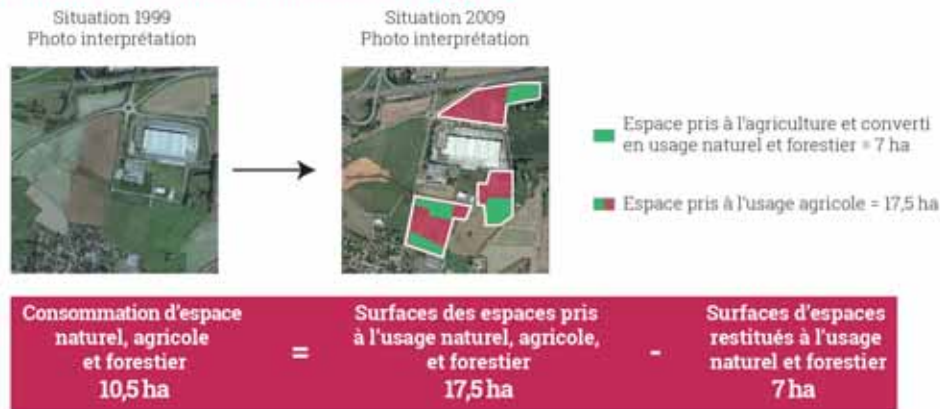 Situation 1999
Photo interprétation
Situation 2009
Photo interprétation
Espace pris à l'agriculture et converti
en usage naturel et forestier = 7 ha
Espace pris à l'usage agricole = 17,5 ha
Consommation d'espace
naturel, agricole
et forestier
10,5 ha
=
Surfaces des espaces pris
à l'usage naturel, agricole,
et forestier
17,5 ha
-
Surfaces d'espaces
restitués à l'usage
naturel et forestier
7 ha